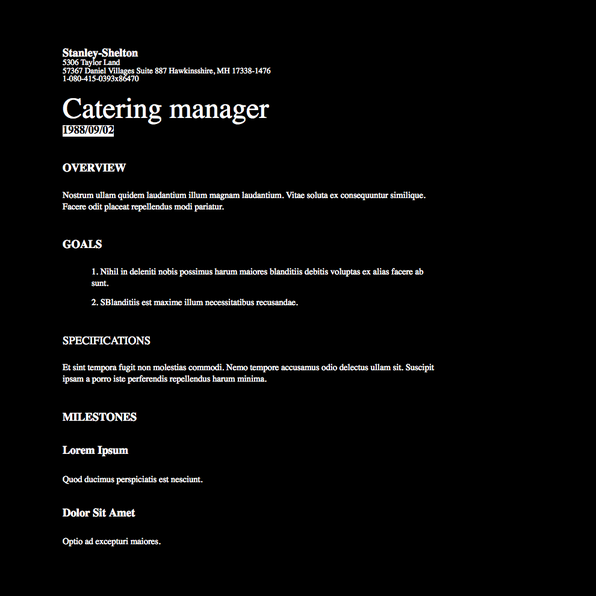 Stanley-Shelton
5306 Taylor Land
57367 Daniel Villages Suite 887 Hawkinsshire, MH 17338-1476
1-080-415-0393x86470
Catering manager
1988/09/02
OVERVIEW
Nostrum ullam quidem laudantium illum magnam laudantium. Vitae soluta ex consequuntur similique.
Facere odit placeat repellendus modi pariatur.
GOALS
1. Nihil in deleniti nobis possimus harum maiores blanditiis debitis voluptas ex alias facere ab
sunt.
2. SBlanditiis est maxime illum necessitatibus recusandae.
SPECIFICATIONS
Et sint tempora fugit non molestias commodi. Nemo tempore accusamus odio delectus ullam sit. Suscipit
ipsam a porro iste perferendis repellendus harum minima.
MILESTONES
Lorem Ipsum
Quod ducimus perspiciatis est nesciunt.
Dolor Sit Amet
Optio ad excepturi maiores.